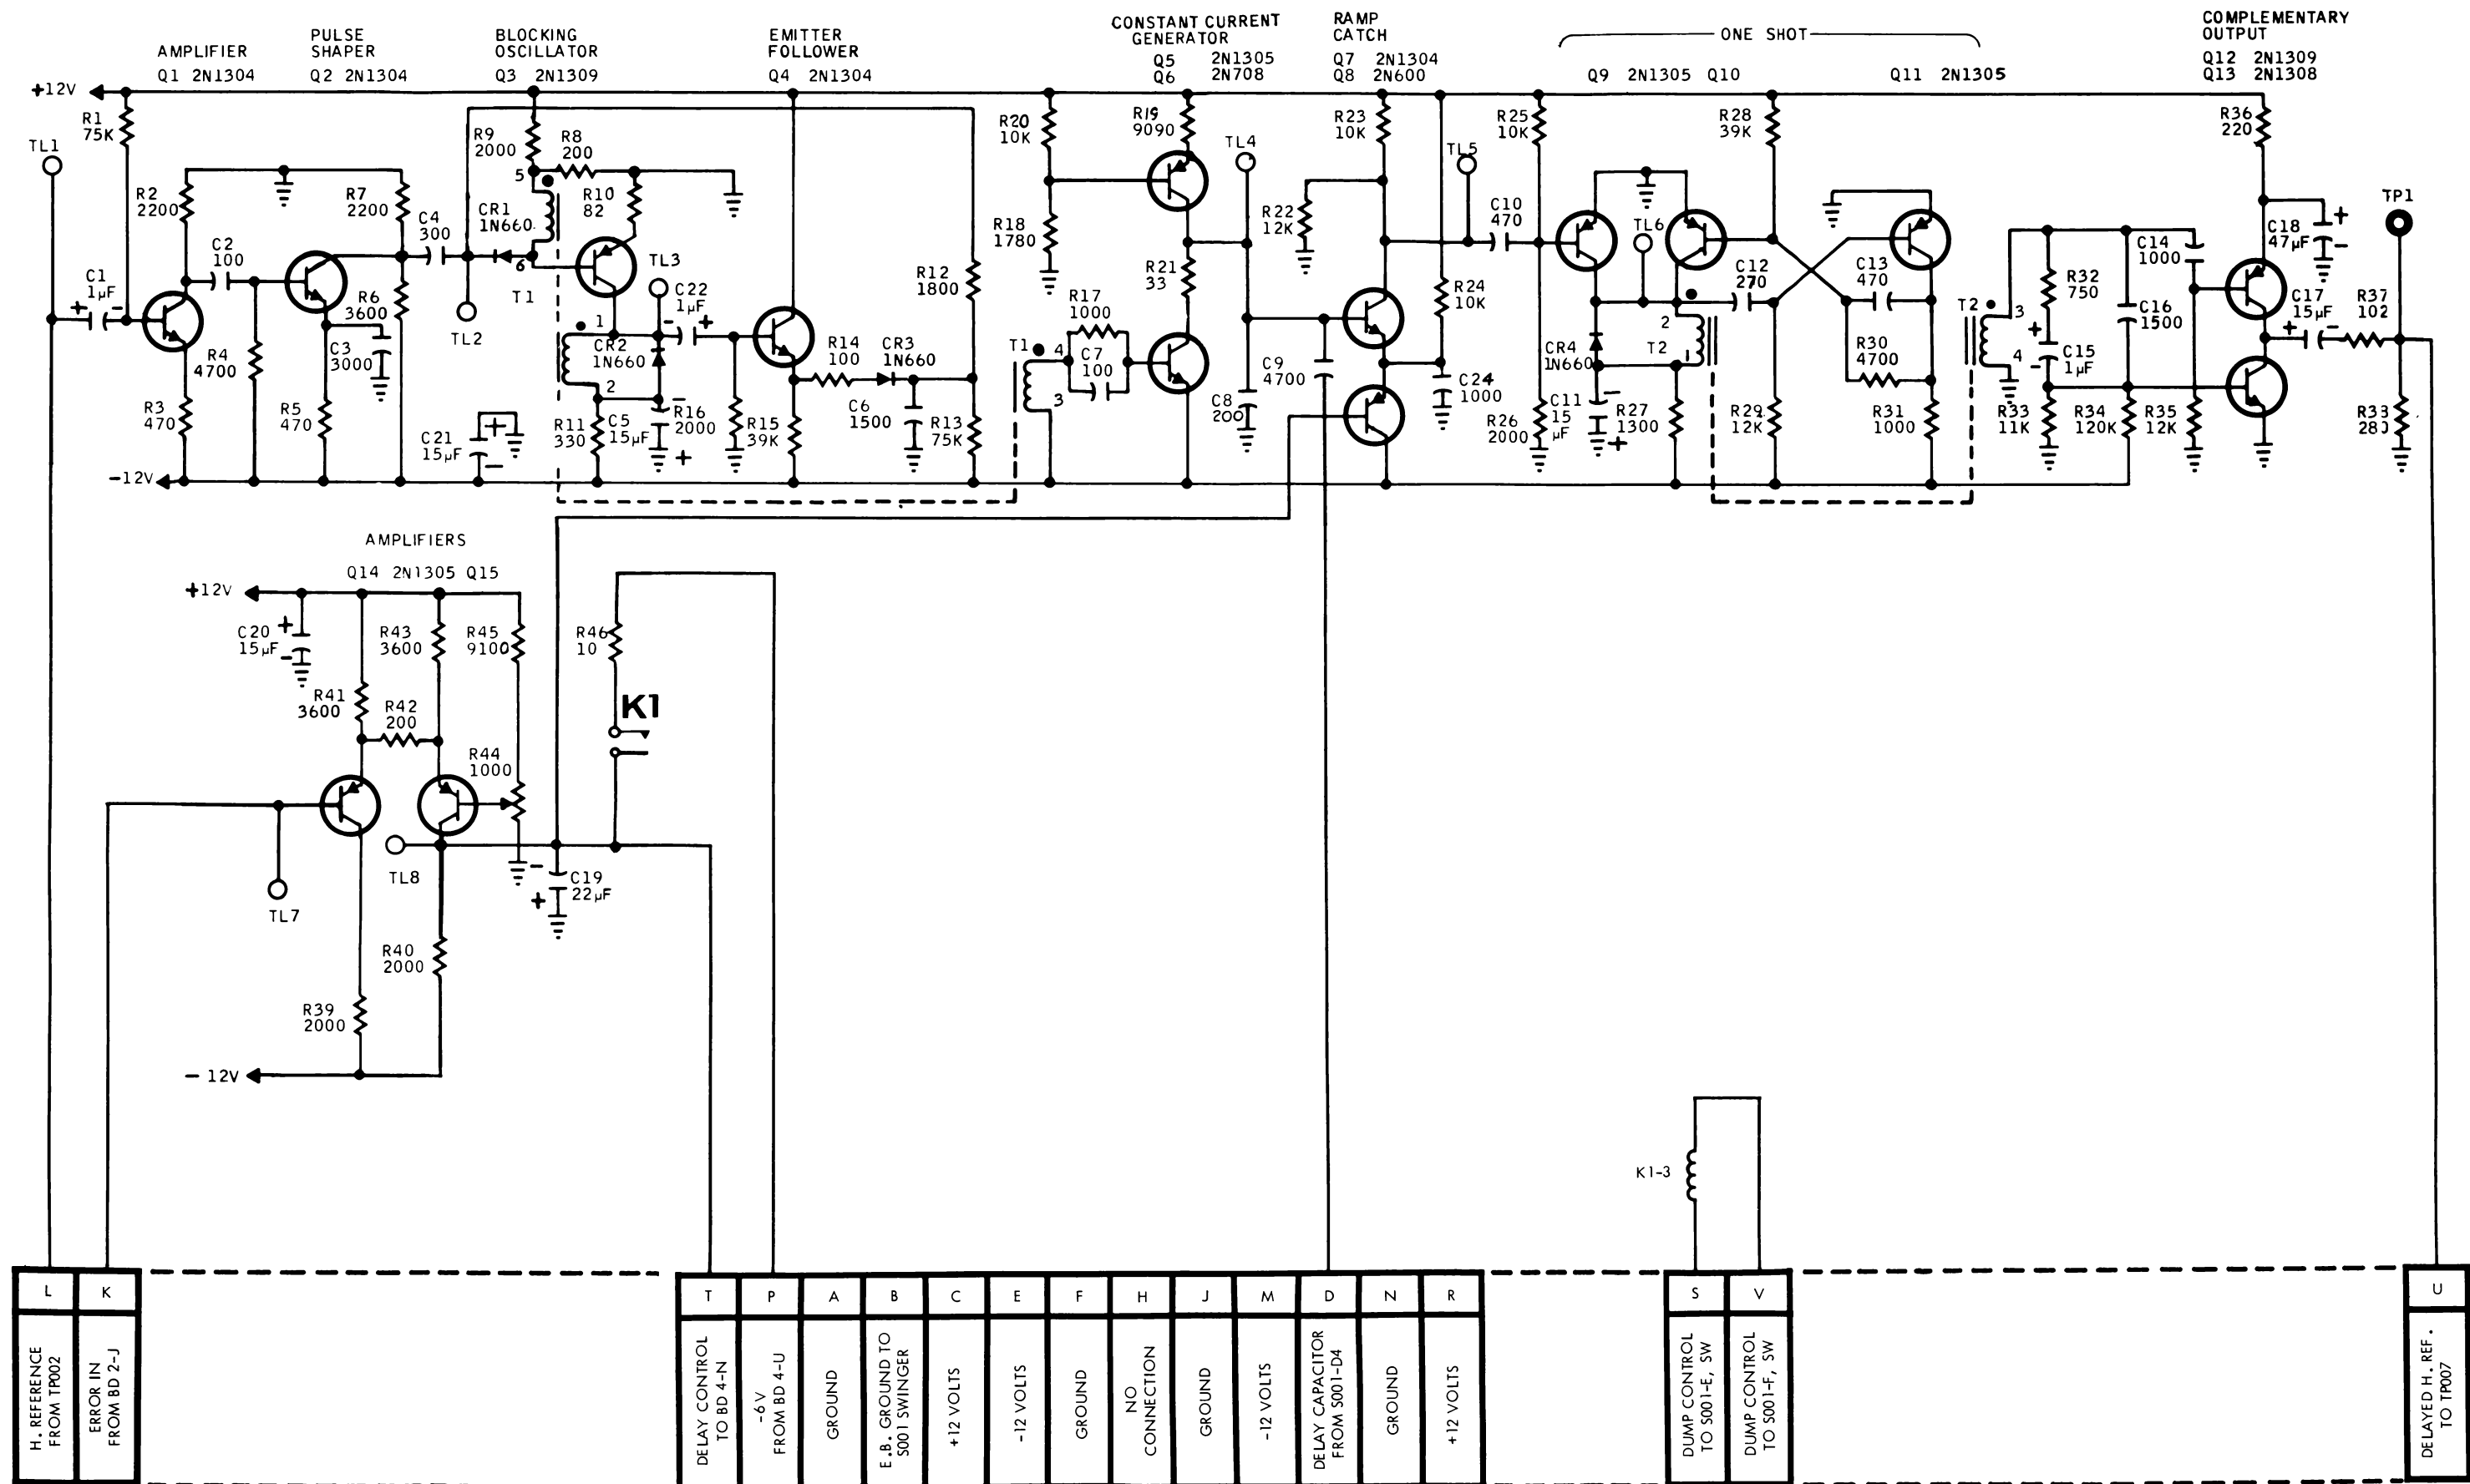 AMPLIFIER
Q1 2N1304
PULSE
SHAPER
Q2 2N1304
BLOCKING
OSCILLATOR
Q3 2N1309
EMITTER
FOLLOWER
Q4 2N1304
CONSTANT CURRENT
GENERATOR
Q5 2N1305
Q6 2N708
RAMP
CATCH
Q7 2N1304
Q8 2N600
ONE SHOT
Q9 2N1305 Q10
Q11 2N1305
COMPLEMENTARY
OUTPUT
Q12 2N1309
Q13 2N1308
+12V
R1
75K
TL1
R2
2200
C1
1µF
+ -
R3
470
-12V
C2
100
R4
4700
R5
470
R7
2200
R6
3600
C3
3000
C4
300
TL2
C21
15µF
+
-
R9
2000
R8
200
5
CR1
1N660
6
R10
82
T1
1
2
CR2
1N660
TL3
C22
1µF
- +
R11
330
C5
15µF
-
+
R16
2000
R15
39K
R14
100
CR3
1N660
C6
1500
R12
1800
R13
75K
R20
10K
R18
1780
T1
4
3
R17
1000
C7
100
R19
9090
R21
33
TL4
C8
200
C9
4700
R23
10K
R22
12K
TL5
R24
10K
C24
1000
C10
470
R25
10K
R26
2000
CR4
1N660
C11
15
µF
-
+
TL6
R27
1300
2
T2
1
R28
39K
C12
270
R29
12K
C13
470
R30
4700
R31
1000
T2
3
4
R32
750
+
-
C15
1µF
R33
11K
C16
1500
R34
120K
C14
1000
R35
12K
R36
220
C18
47µF
+
-
C17
15µF
+ -
R37
102
TP1
AMPLIFIERS
Q14 2N1305 Q15
+12V
C20
15µF
+
-
R41
3600
R43
3600
R42
200
R45
9100
R44
1000
R46
10
K1
TL7
TL8
-
+
C19
22µF
R40
2000
R39
2000
- 12V
K1-3
L
H. REFERENCE
FROM TP002
K
ERROR IN
FROM BD 2-J
T
DELAY CONTROL
TO BD 4-N
P
-6V
FROM BD 4-U
A
GROUND
B
E.B. GROUND TO
S001 SWINGER
C
+12 VOLTS
E
-12 VOLTS
F
GROUND
H
NO
CONNECTION
J
GROUND
M
-12 VOLTS
D
DELAY CAPACITOR
FROM S001-D4
N
GROUND
R
+12 VOLTS
S
DUMP CONTROL
TO S001-E, SW
V
DUMP CONTROL
TO S001-F, SW
U
DELAYED H. REF.
TO TP007